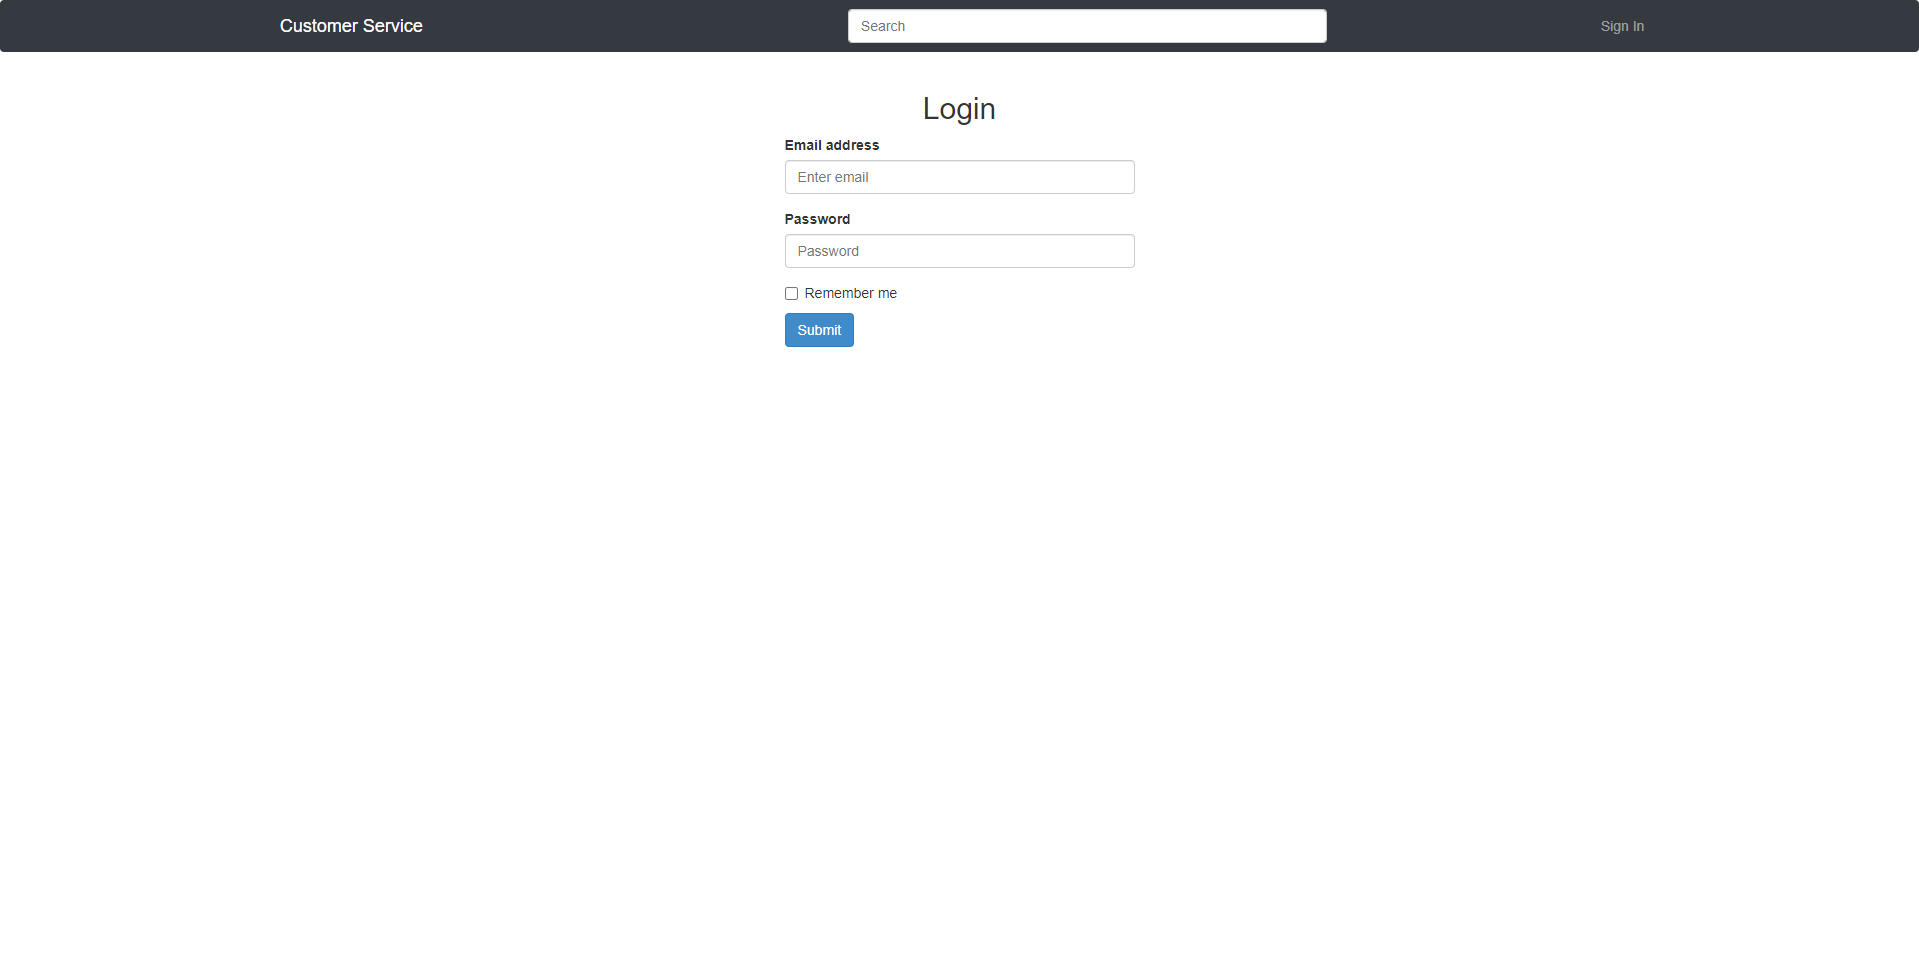 Customer Service
Search
Sign In
Login
Email address
Enter email
Password
Password
Remember me
Submit